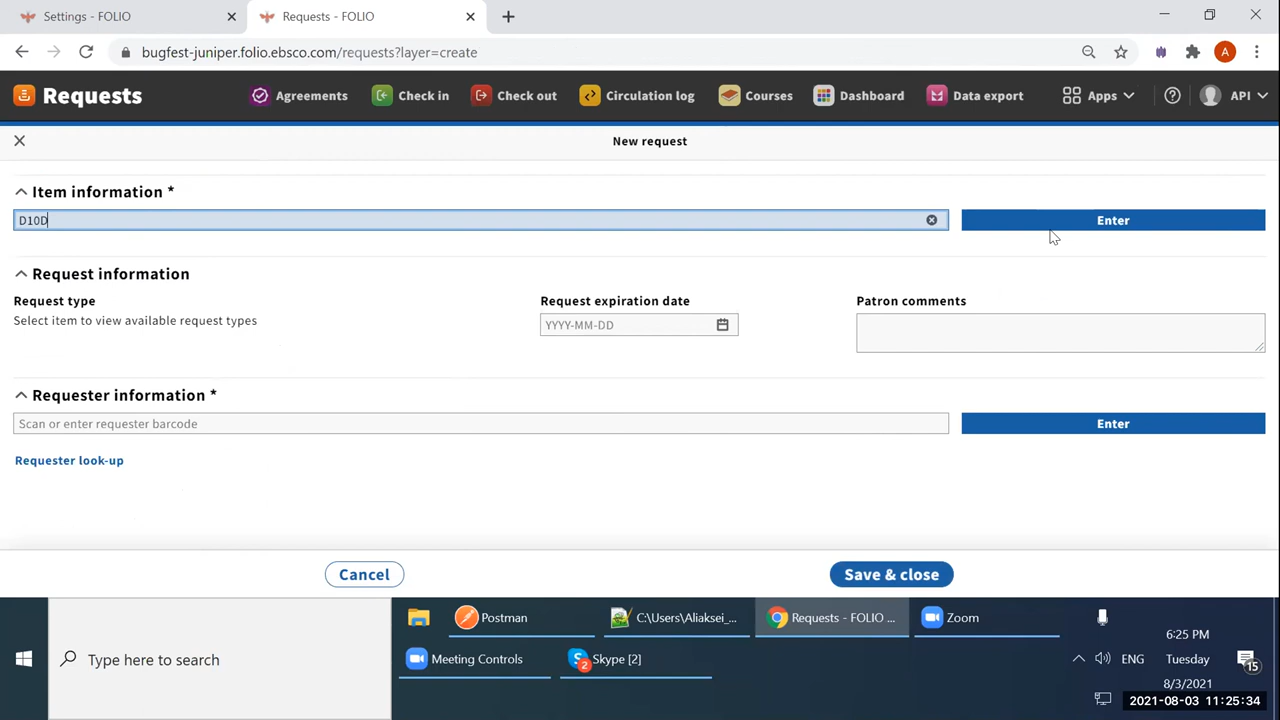 Settings - FOLIO
Requests - FOLIO
bugfest-juniper.folio.ebsco.com/requests?layer=create
A
Requests
Agreements
Check in
Check out
Circulation log
Courses
Dashboard
Data export
Apps
API
New request
Item information *
D10D
Enter
Request information
Request type
Request expiration date
Patron comments
Select item to view available request types
YYYY-MM-DD
Requester information *
Scan or enter requester barcode
Enter
Requester look-up
Cancel
Save & close
Postman
C:\Users\Aliaksei_...
Requests - FOLIO ...
Zoom
Type here to search
Meeting Controls
2
Skype [2]
ENG
6:25 PM
Tuesday
8/3/2021
15
2021-08-03 11:25:34